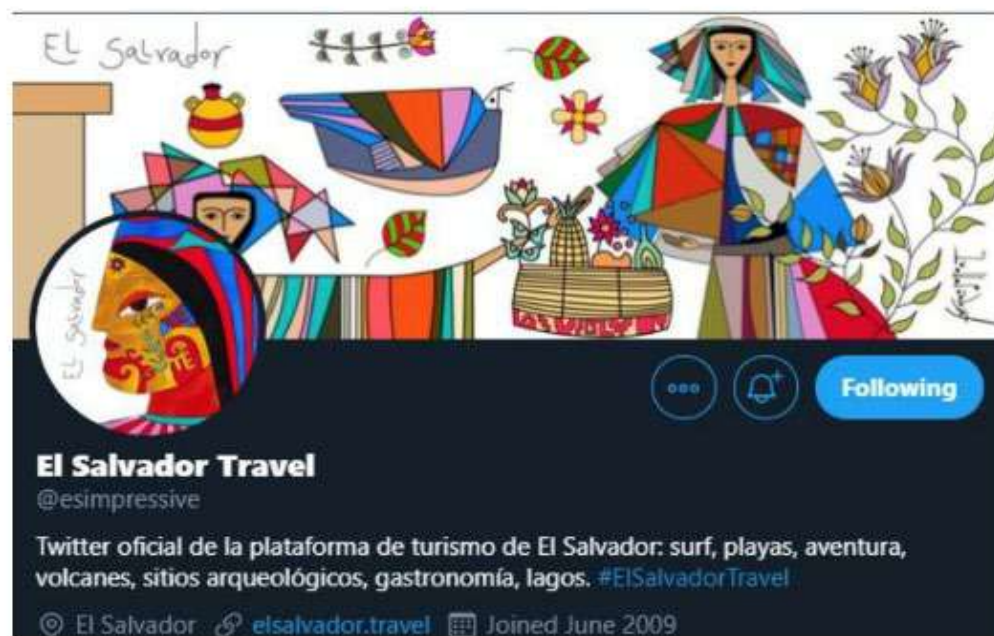 EL Salvador
EL Salvador
TE
Following
El Salvador Travel
@esimpressive
Twitter oficial de la plataforma de turismo de El Salvador: surf, playas, aventura,
volcanes, sitios arqueológicos, gastronomía, lagos. #ElSalvadorTravel
El Salvador elsalvador.travel Joined June 2009